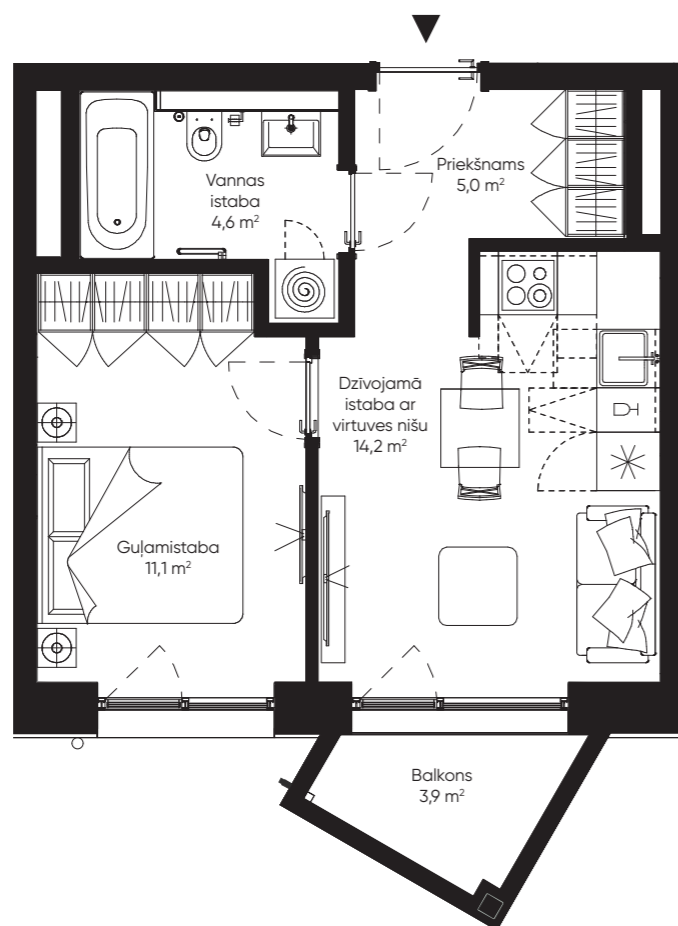 Vannas
istaba
4,6 m²
Priekšnams
5,0 m²
Dzīvojamā
istaba ar
virtuves nišu
14,2 m²
Guļamistaba
11,1 m²
Balkons
3,9 m²